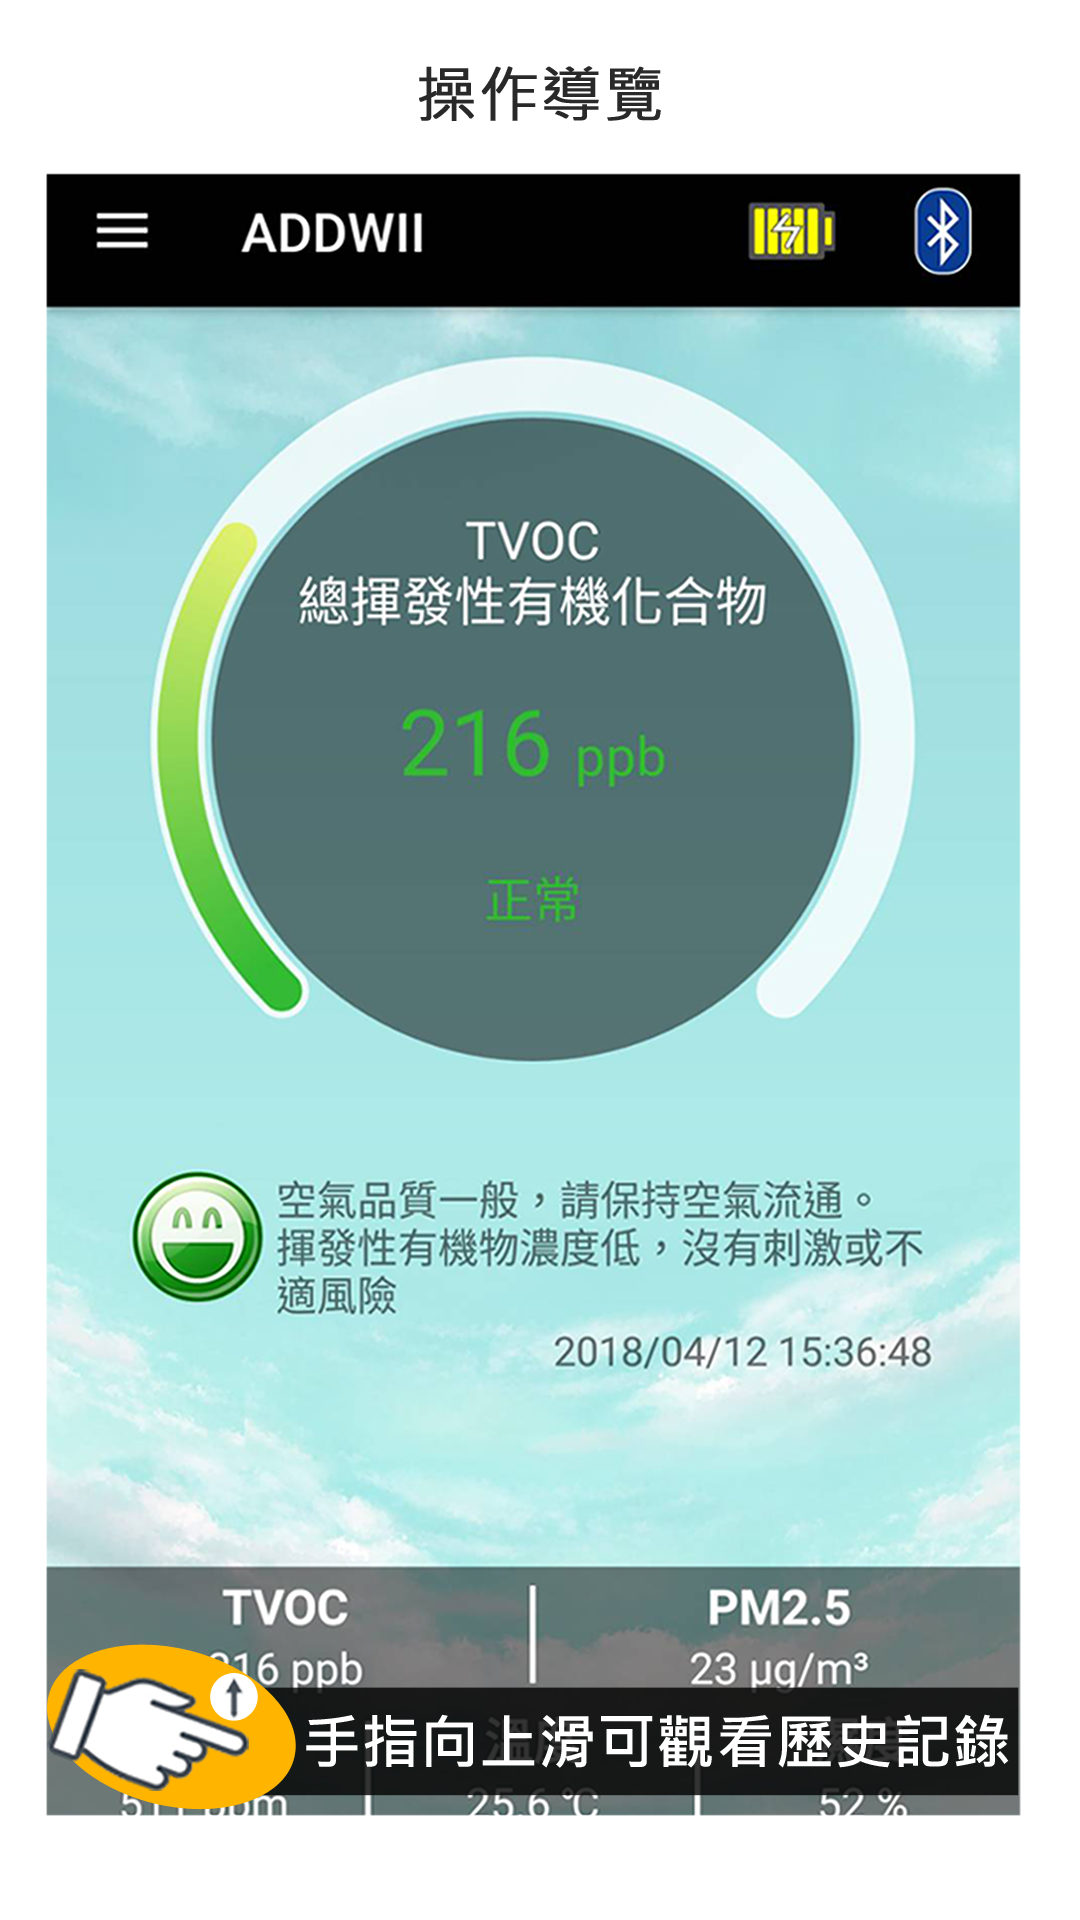 操作導覽
ADDWII
TVOC
總揮發性有機化合物
216 ppb
正常
空氣品質一般，請保持空氣流通。
揮發性有機物濃度低，沒有刺激或不
適風險
2018/04/12 15:36:48
TVOC
PM2.5
216 ppb
23 μg/m³
手指向上滑可觀看歷史記錄
ppm
25.6 ℃
52 %